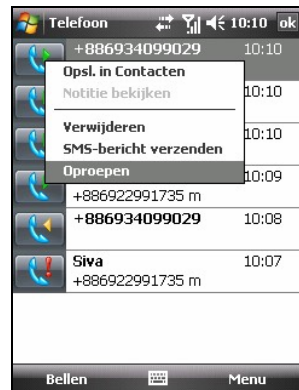 Telefoon 10:10 ok
+886934099029 10:10
Opsl. in Contacten
Notitie bekijken 10:10
Verwijderen 10:10
SMS-bericht verzenden
Oproepen 10:09
+886922991735 m
+886934099029 10:08
Siva 10:07
+886922991735 m
Bellen Menu